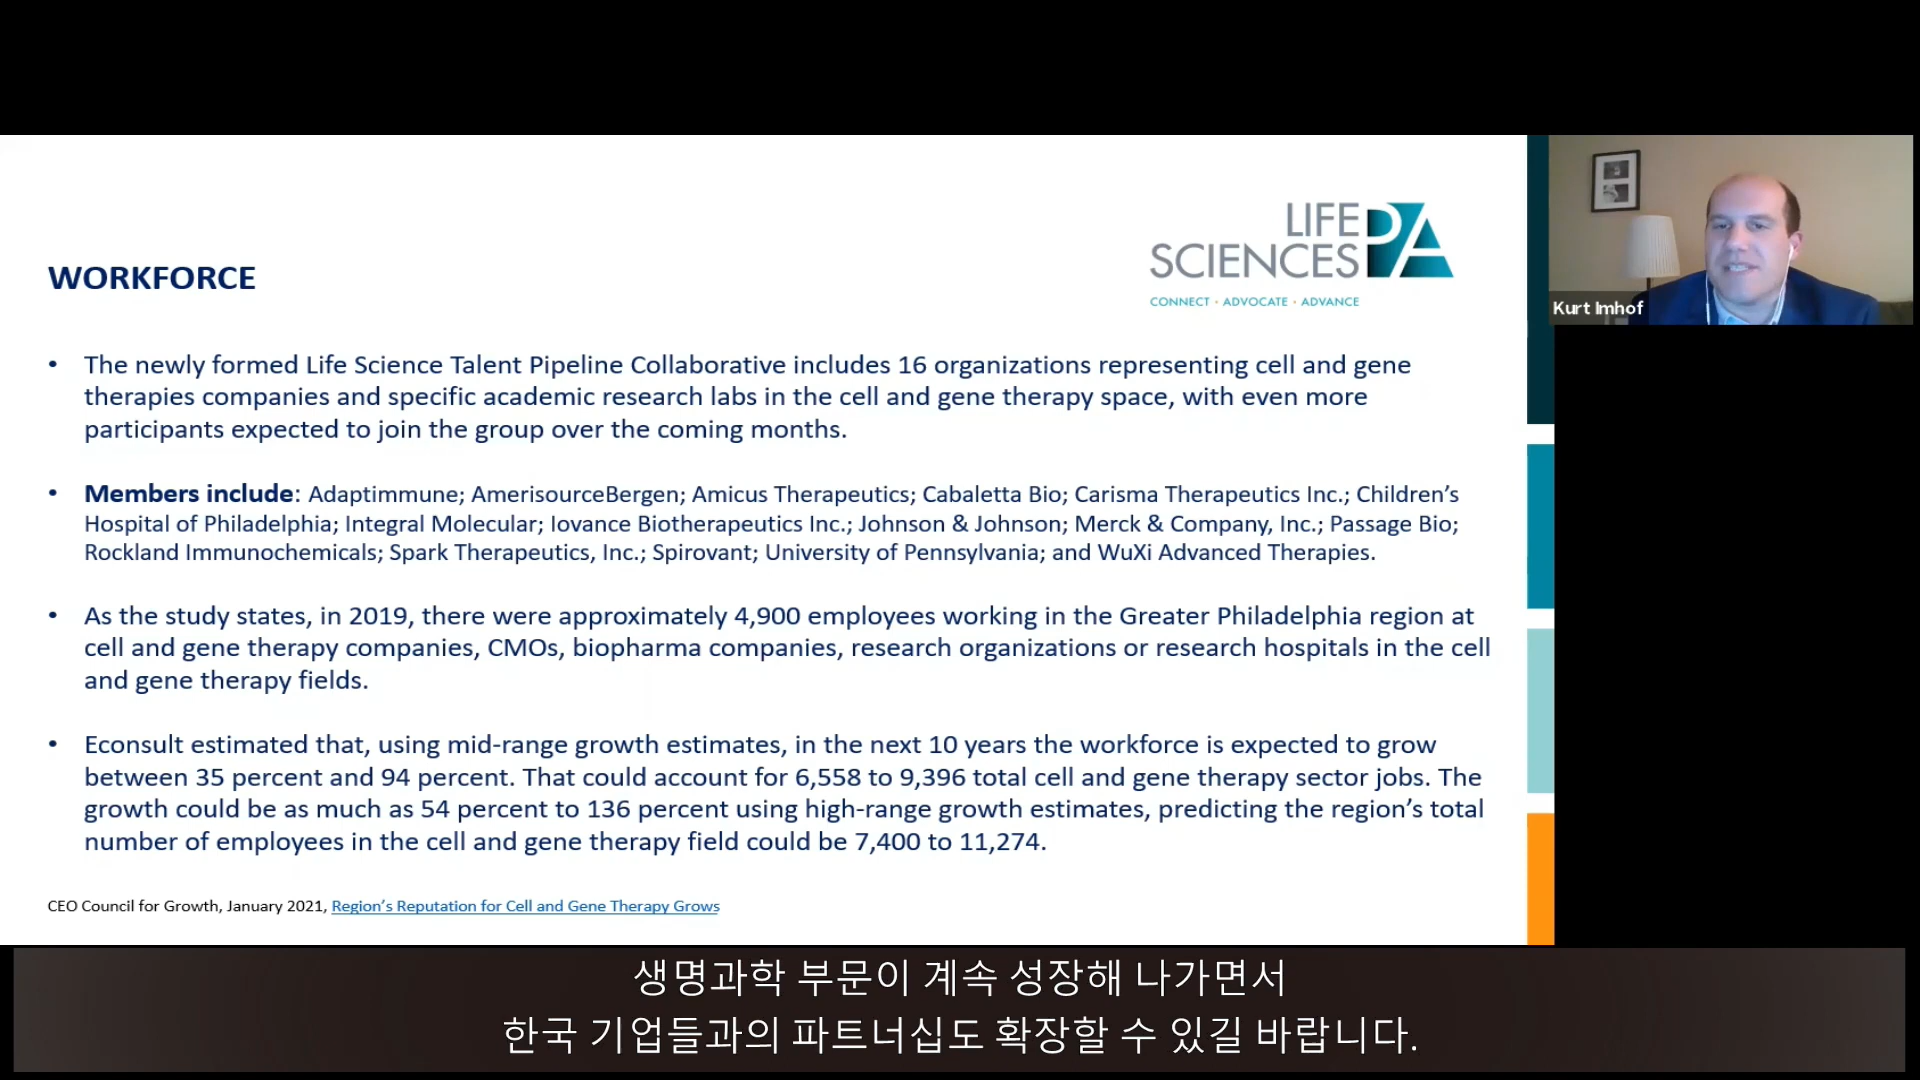 LIFE
SCIENCES PA
CONNECT • ADVOCATE • ADVANCE
WORKFORCE
Kurt Imhof
• The newly formed Life Science Talent Pipeline Collaborative includes 16 organizations representing cell and gene
therapies companies and specific academic research labs in the cell and gene therapy space, with even more
participants expected to join the group over the coming months.
• Members include: Adaptimmune; AmerisourceBergen; Amicus Therapeutics; Cabaletta Bio; Carisma Therapeutics Inc.; Children’s
Hospital of Philadelphia; Integral Molecular; Iovance Biotherapeutics Inc.; Johnson & Johnson; Merck & Company, Inc.; Passage Bio;
Rockland Immunochemicals; Spark Therapeutics, Inc.; Spirovant; University of Pennsylvania; and WuXi Advanced Therapies.
• As the study states, in 2019, there were approximately 4,900 employees working in the Greater Philadelphia region at
cell and gene therapy companies, CMOs, biopharma companies, research organizations or research hospitals in the cell
and gene therapy fields.
• Econsult estimated that, using mid-range growth estimates, in the next 10 years the workforce is expected to grow
between 35 percent and 94 percent. That could account for 6,558 to 9,396 total cell and gene therapy sector jobs. The
growth could be as much as 54 percent to 136 percent using high-range growth estimates, predicting the region’s total
number of employees in the cell and gene therapy field could be 7,400 to 11,274.
CEO Council for Growth, January 2021, Region’s Reputation for Cell and Gene Therapy Grows
생명과학 부문이 계속 성장해 나가면서
한국 기업들과의 파트너십도 확장할 수 있길 바랍니다.